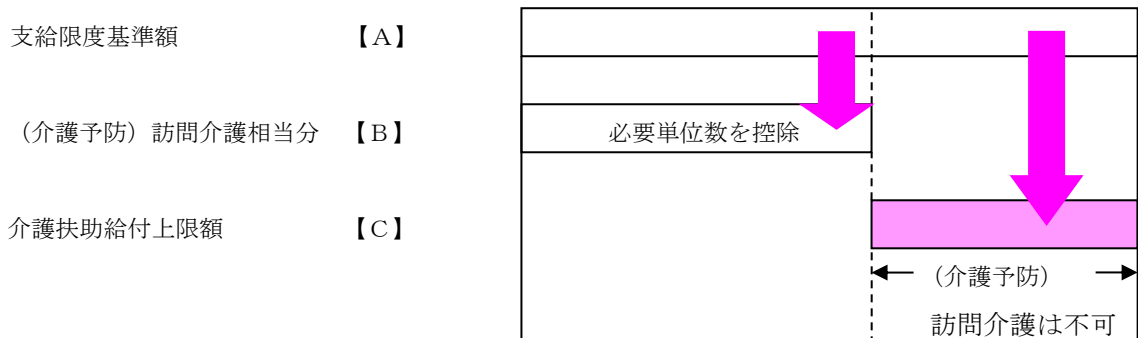 支給限度基準額 【A】
（介護予防）訪問介護相当分 【B】 必要単位数を控除
介護扶助給付上限額 【C】
（介護予防）
訪問介護は不可